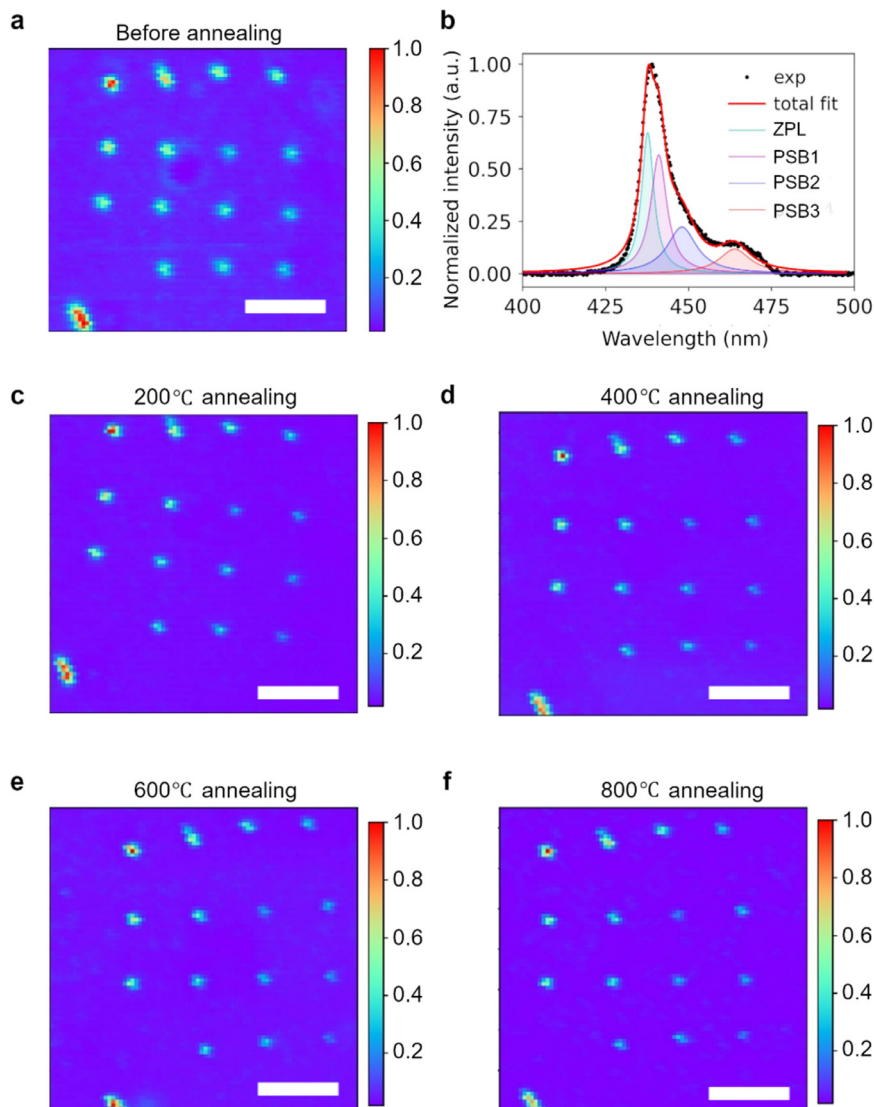 a
Before annealing
1.0
0.8
0.6
0.4
0.2
b
Normalized intensity (a.u.)
1.00
0.75
0.50
0.25
0.00
400
425
450
475
500
Wavelength (nm)
exp
total fit
ZPL
PSB1
PSB2
PSB3
c
200℃ annealing
1.0
0.8
0.6
0.4
0.2
d
400℃ annealing
1.0
0.8
0.6
0.4
0.2
e
600℃ annealing
1.0
0.8
0.6
0.4
0.2
f
800℃ annealing
1.0
0.8
0.6
0.4
0.2